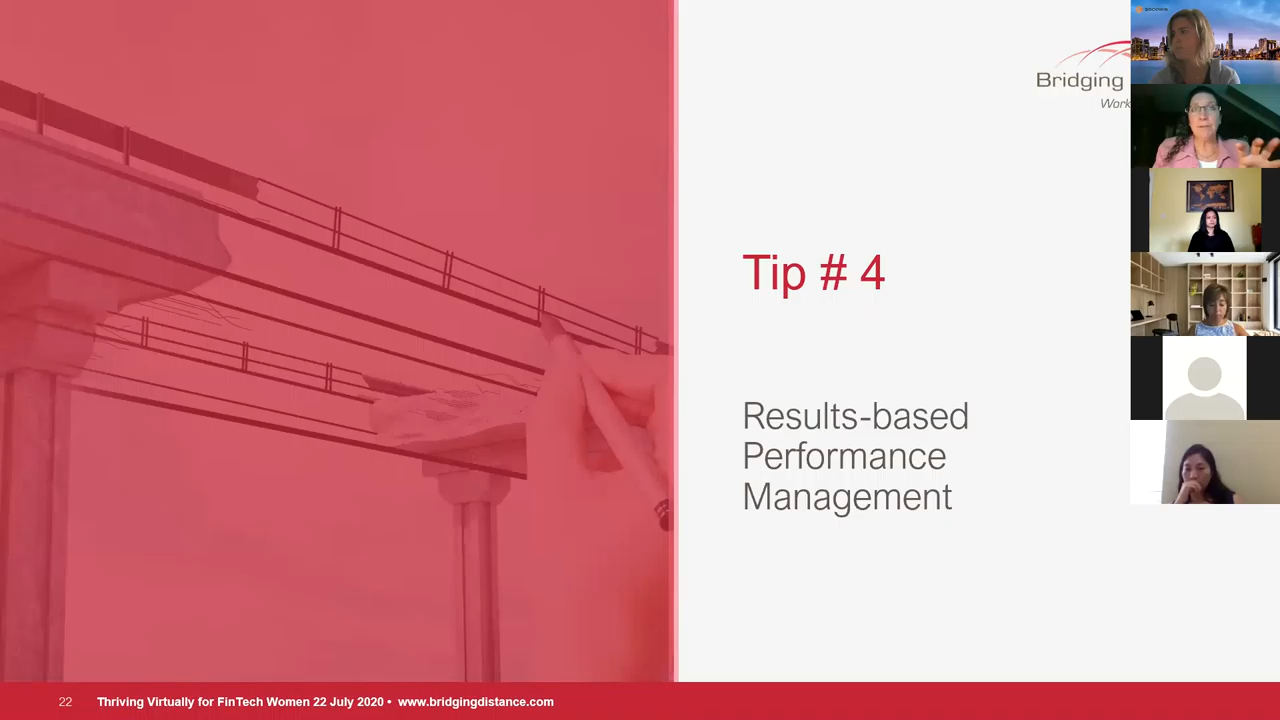 Bridging
Work
Tip # 4
Results-based
Performance
Management
22 Thriving Virtually for FinTech Women 22 July 2020 • www.bridgingdistance.com